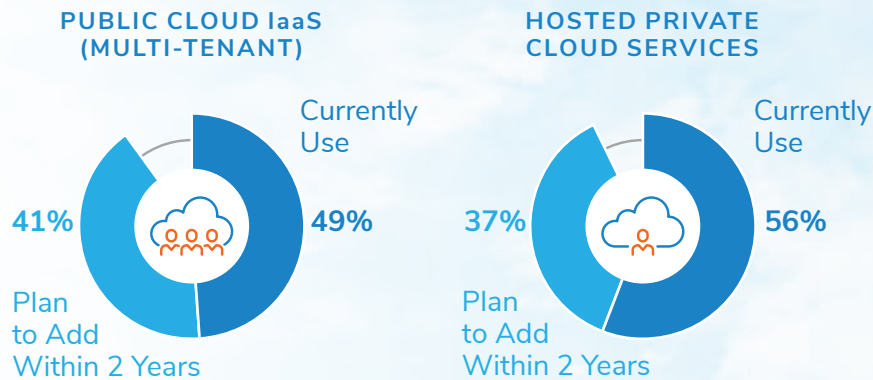 PUBLIC CLOUD IaaS
(MULTI-TENANT)
Currently
Use
41%
49%
Plan
to Add
Within 2 Years
HOSTED PRIVATE
CLOUD SERVICES
Currently
Use
37%
56%
Plan
to Add
Within 2 Years